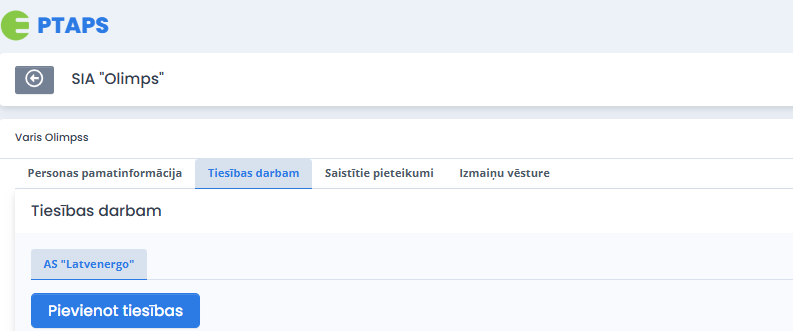 PTAPS
SIA "Olimps"
Varis Olimpss
Personas pamatinformācija Tiesības darbam Saistītie pieteikumi Izmaiņu vēsture
Tiesības darbam
AS "Latvenergo"
Pievienot tiesības